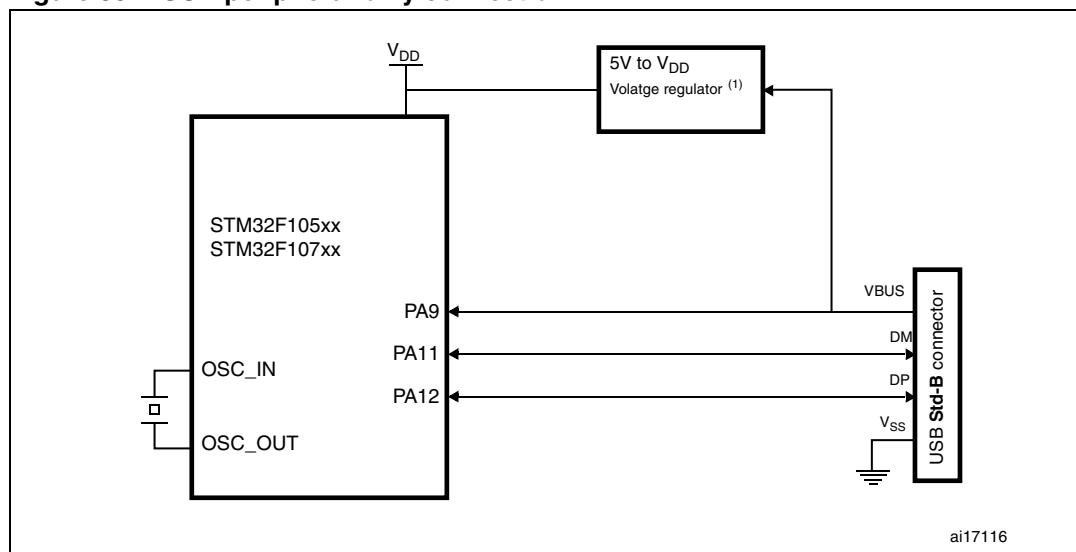 V_DD
5V to V_DD
Volatge regulator (1)
STM32F105xx
STM32F107xx
VBUS
PA9
DM
PA11
OSC_IN
DP
PA12
V_SS
OSC_OUT
USB Std-B connector
ai17116